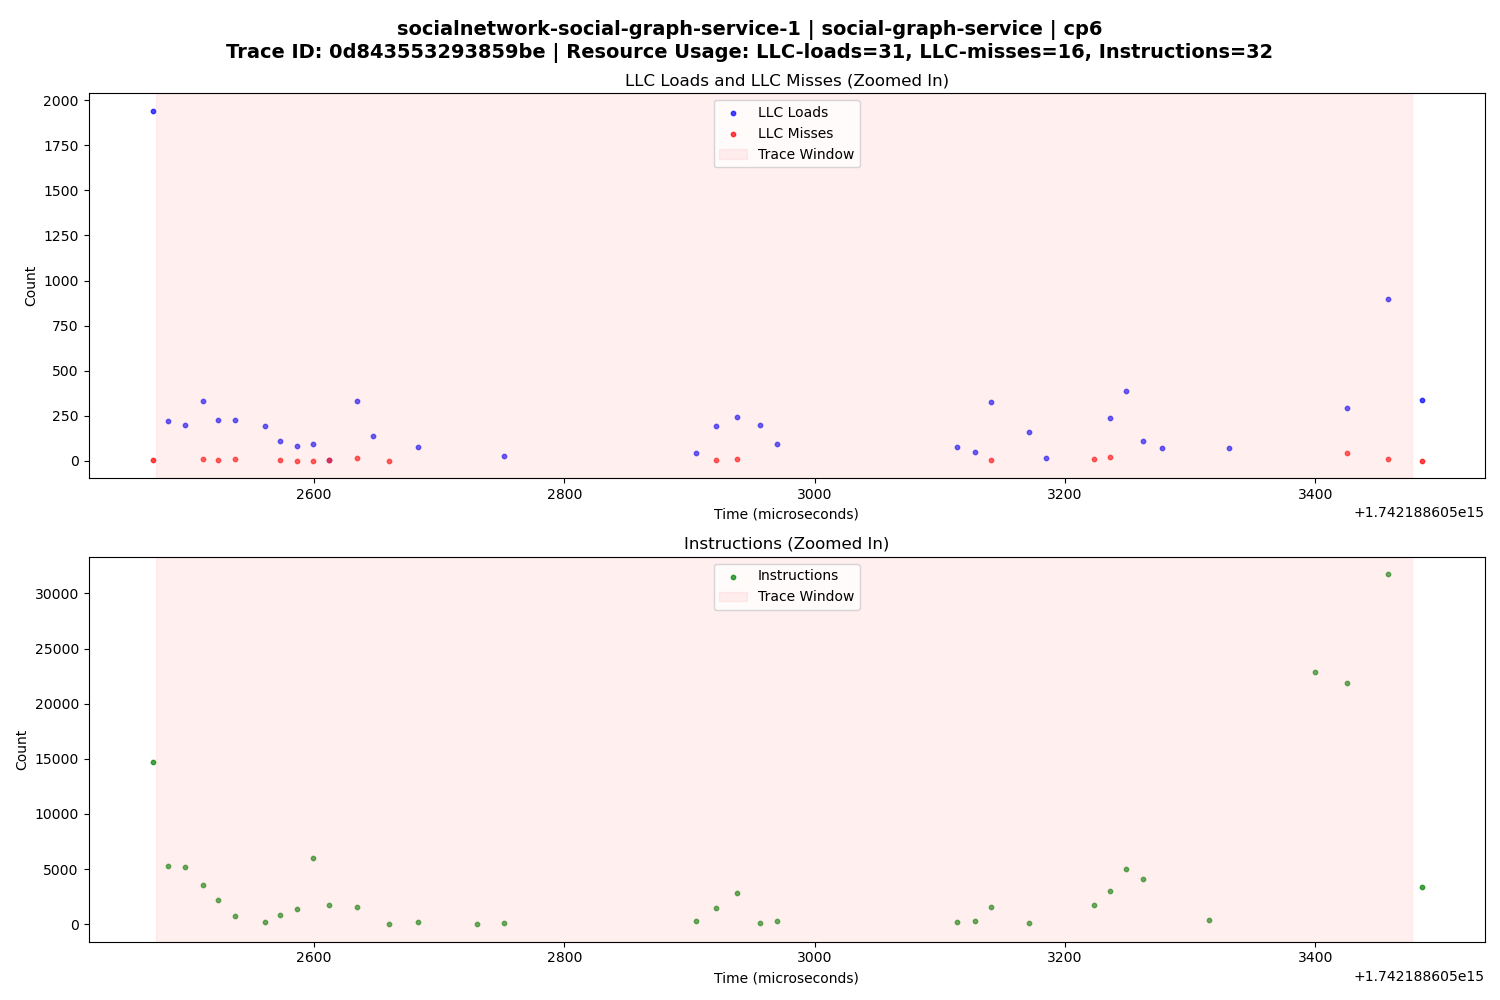 socialnetwork-social-graph-service-1 | social-graph-service | cp6
Trace ID: 0d843553293859be | Resource Usage: LLC-loads=31, LLC-misses=16, Instructions=32
LLC Loads and LLC Misses (Zoomed In)
2000
1750
1500
1250
1000
750
500
250
0
Count
LLC Loads
LLC Misses
Trace Window
2600
2800
3000
3200
3400
Time (microseconds)
+1.742188605e15
Instructions (Zoomed In)
30000
25000
20000
15000
10000
5000
0
Count
Instructions
Trace Window
2600
2800
3000
3200
3400
Time (microseconds)
+1.742188605e15